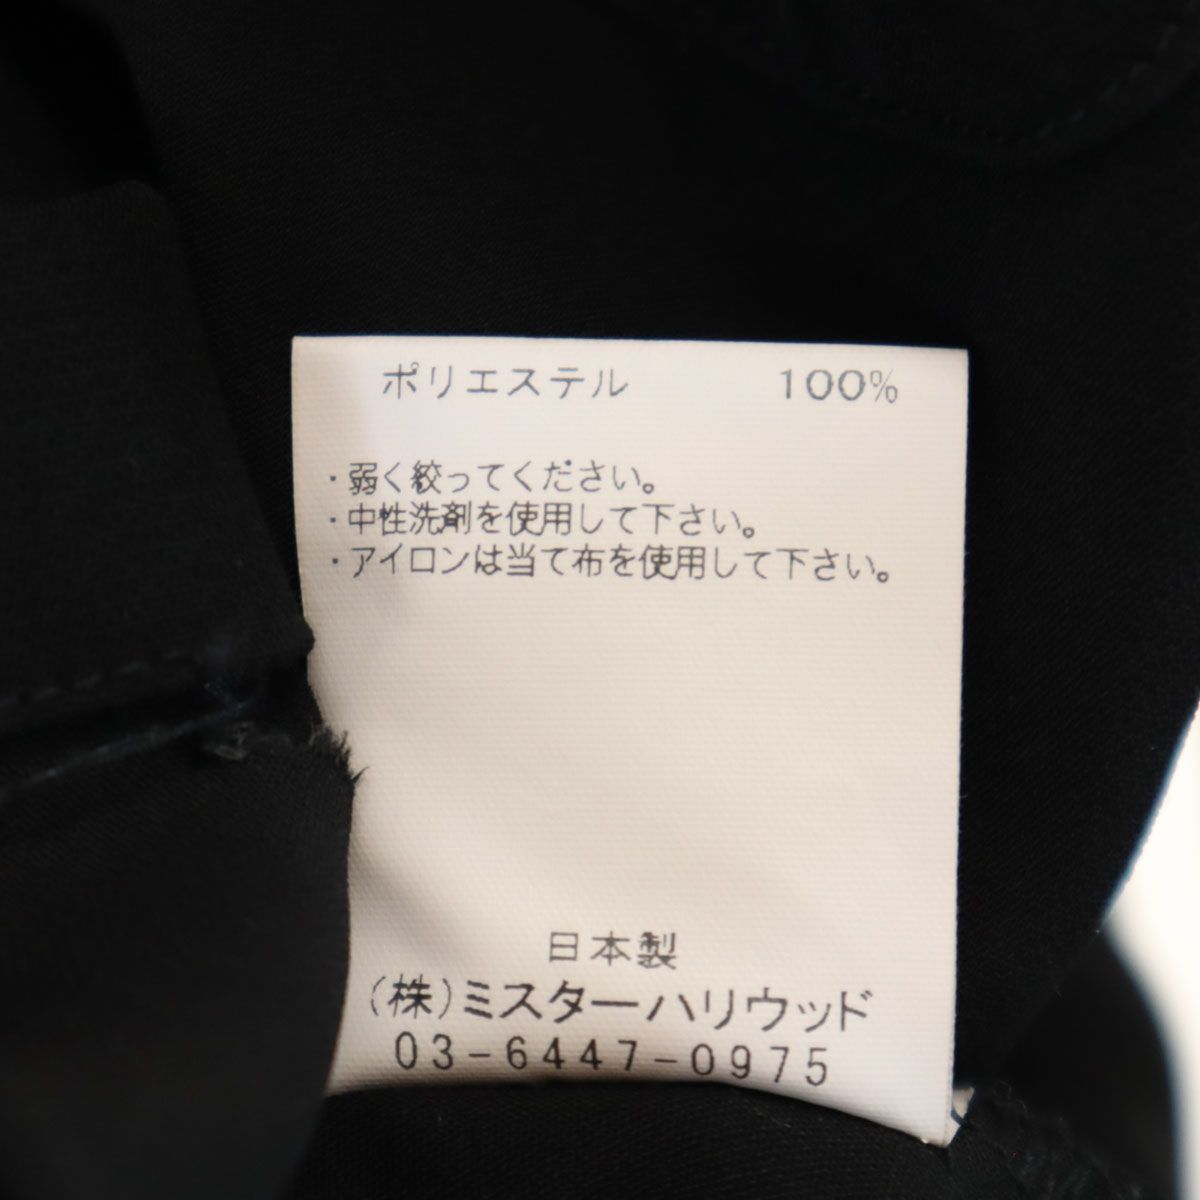 ポリエステル 100%
・弱く絞ってください。
・中性洗剤を使用して下さい。
・アイロンは当て布を使用して下さい。
日本製
(株)ミスターハリウッド
03-6447-0975